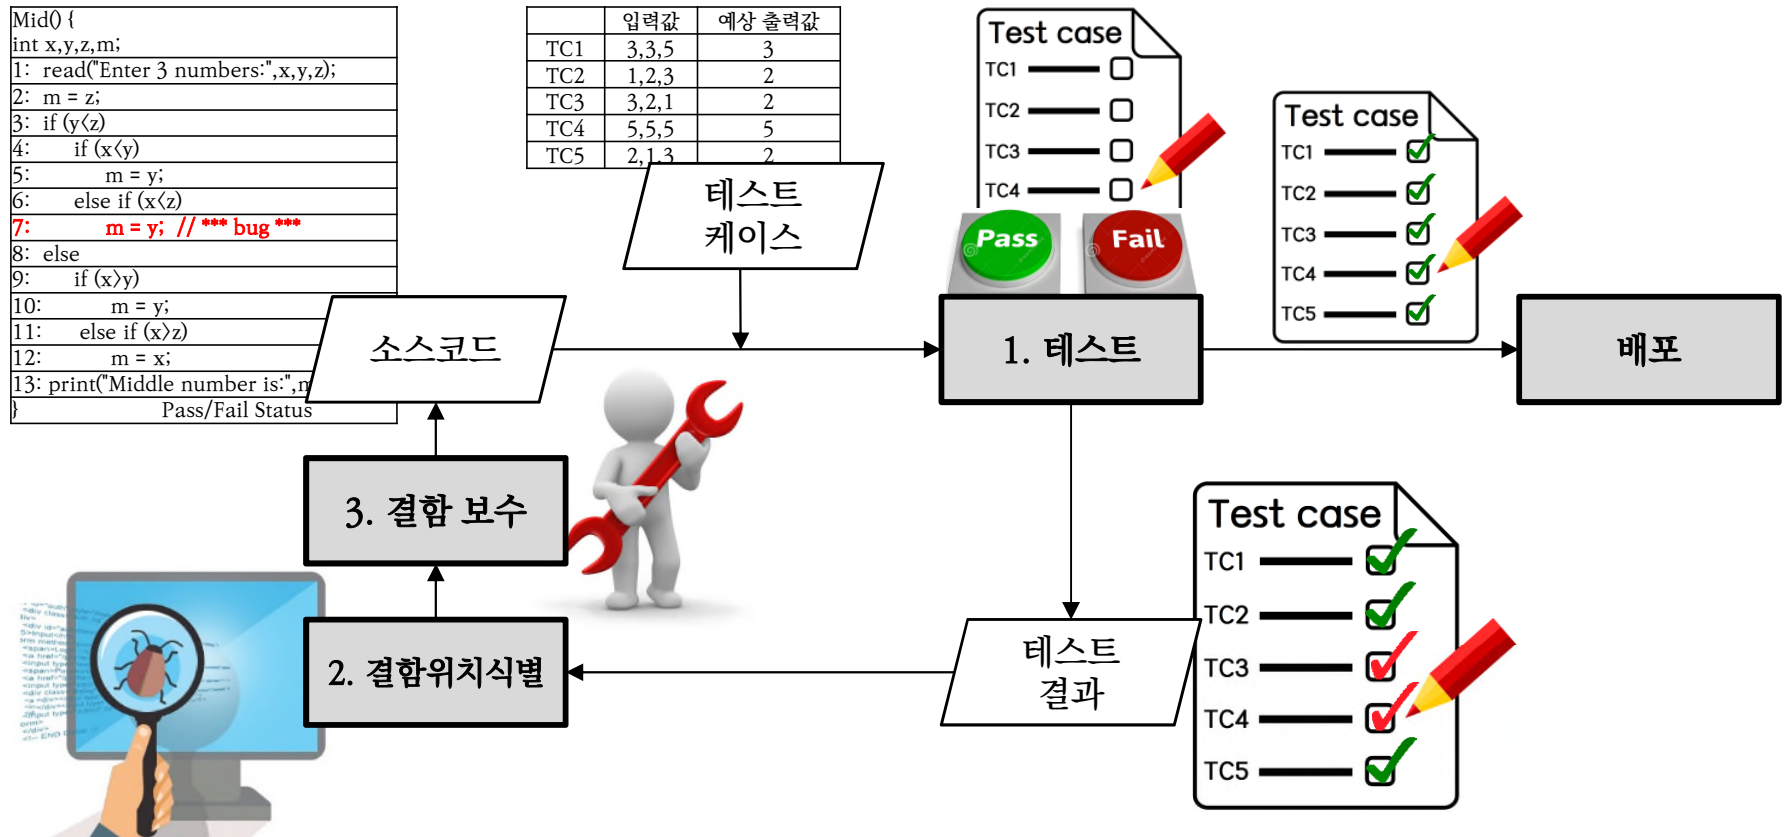 Mid() {
int x,y,z,m;
1: read("Enter 3 numbers:",x,y,z);
2: m = z;
3: if (y<z)
4: if (x<y)
5: m = y;
6: else if (x<z)
7: m = y; // *** bug ***
8: else
9: if (x>y)
10: m = y;
11: else if (x>z)
12: m = x;
13: print("Middle number is:",m
} Pass/Fail Status
입력값 예상 출력값
TC1 3,3,5 3
TC2 1,2,3 2
TC3 3,2,1 2
TC4 5,5,5 5
TC5 2,1,3 2
테스트
케이스
소스코드
Test case
TC1
TC2
TC3
TC4
Pass
Fail
1. 테스트
Test case
TC1
TC2
TC3
TC4
TC5
배포
3. 결함 보수
2. 결함위치식별
테스트
결과
Test case
TC1
TC2
TC3
TC4
TC5